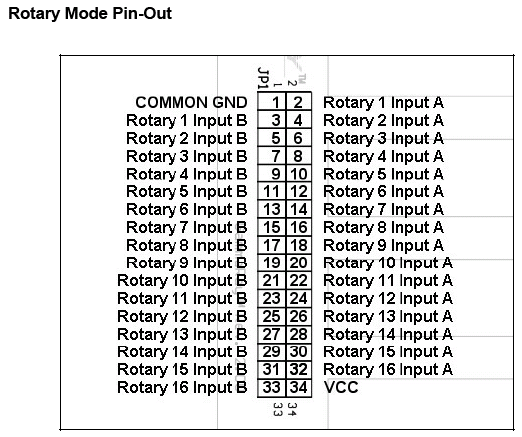 Rotary Mode Pin-Out
JP1
1 2
TM
COMMON GND 1 2 Rotary 1 Input A
Rotary 1 Input B 3 4 Rotary 2 Input A
Rotary 2 Input B 5 6 Rotary 3 Input A
Rotary 3 Input B 7 8 Rotary 4 Input A
Rotary 4 Input B 9 10 Rotary 5 Input A
Rotary 5 Input B 11 12 Rotary 6 Input A
Rotary 6 Input B 13 14 Rotary 7 Input A
Rotary 7 Input B 15 16 Rotary 8 Input A
Rotary 8 Input B 17 18 Rotary 9 Input A
Rotary 9 Input B 19 20 Rotary 10 Input A
Rotary 10 Input B 21 22 Rotary 11 Input A
Rotary 11 Input B 23 24 Rotary 12 Input A
Rotary 12 Input B 25 26 Rotary 13 Input A
Rotary 13 Input B 27 28 Rotary 14 Input A
Rotary 14 Input B 29 30 Rotary 15 Input A
Rotary 15 Input B 31 32 Rotary 16 Input A
Rotary 16 Input B 33 34 VCC
33 34